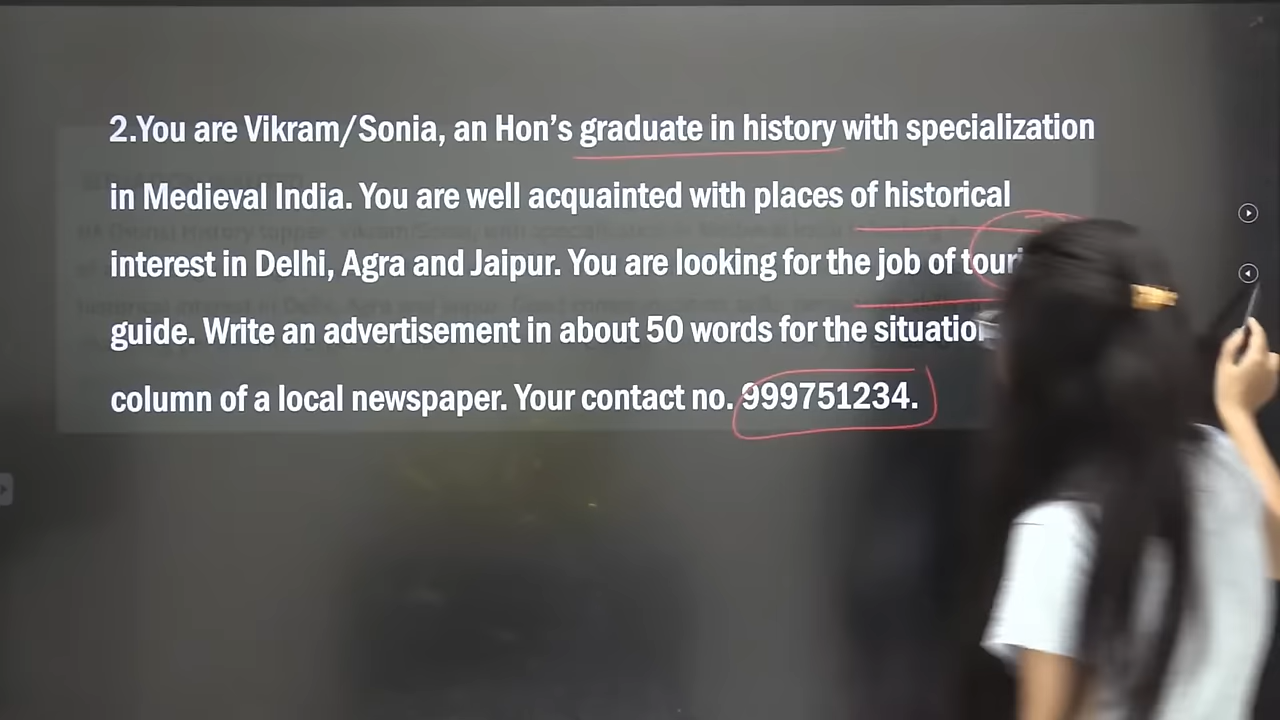 2.You are Vikram/Sonia, an Hon's graduate in history with specialization
in Medieval India. You are well acquainted with places of historical
interest in Delhi, Agra and Jaipur. You are looking for the job of
guide. Write an advertisement in about 50 words for the
column of a local newspaper. Your contact no. 999751234.